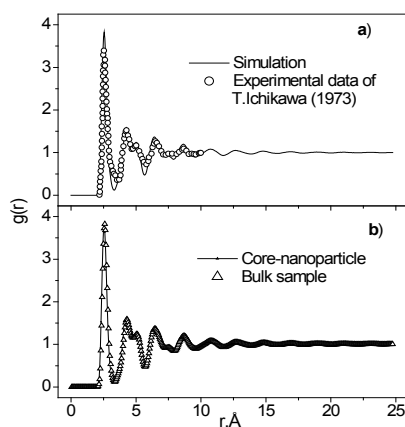 a)
4
3
2
1
0
Simulation
Experimental data of
T.Ichikawa (1973)
g(r)
b)
4
3
2
1
0
Core-nanoparticle
Bulk sample
0 5 10 15 20 25
r.Å